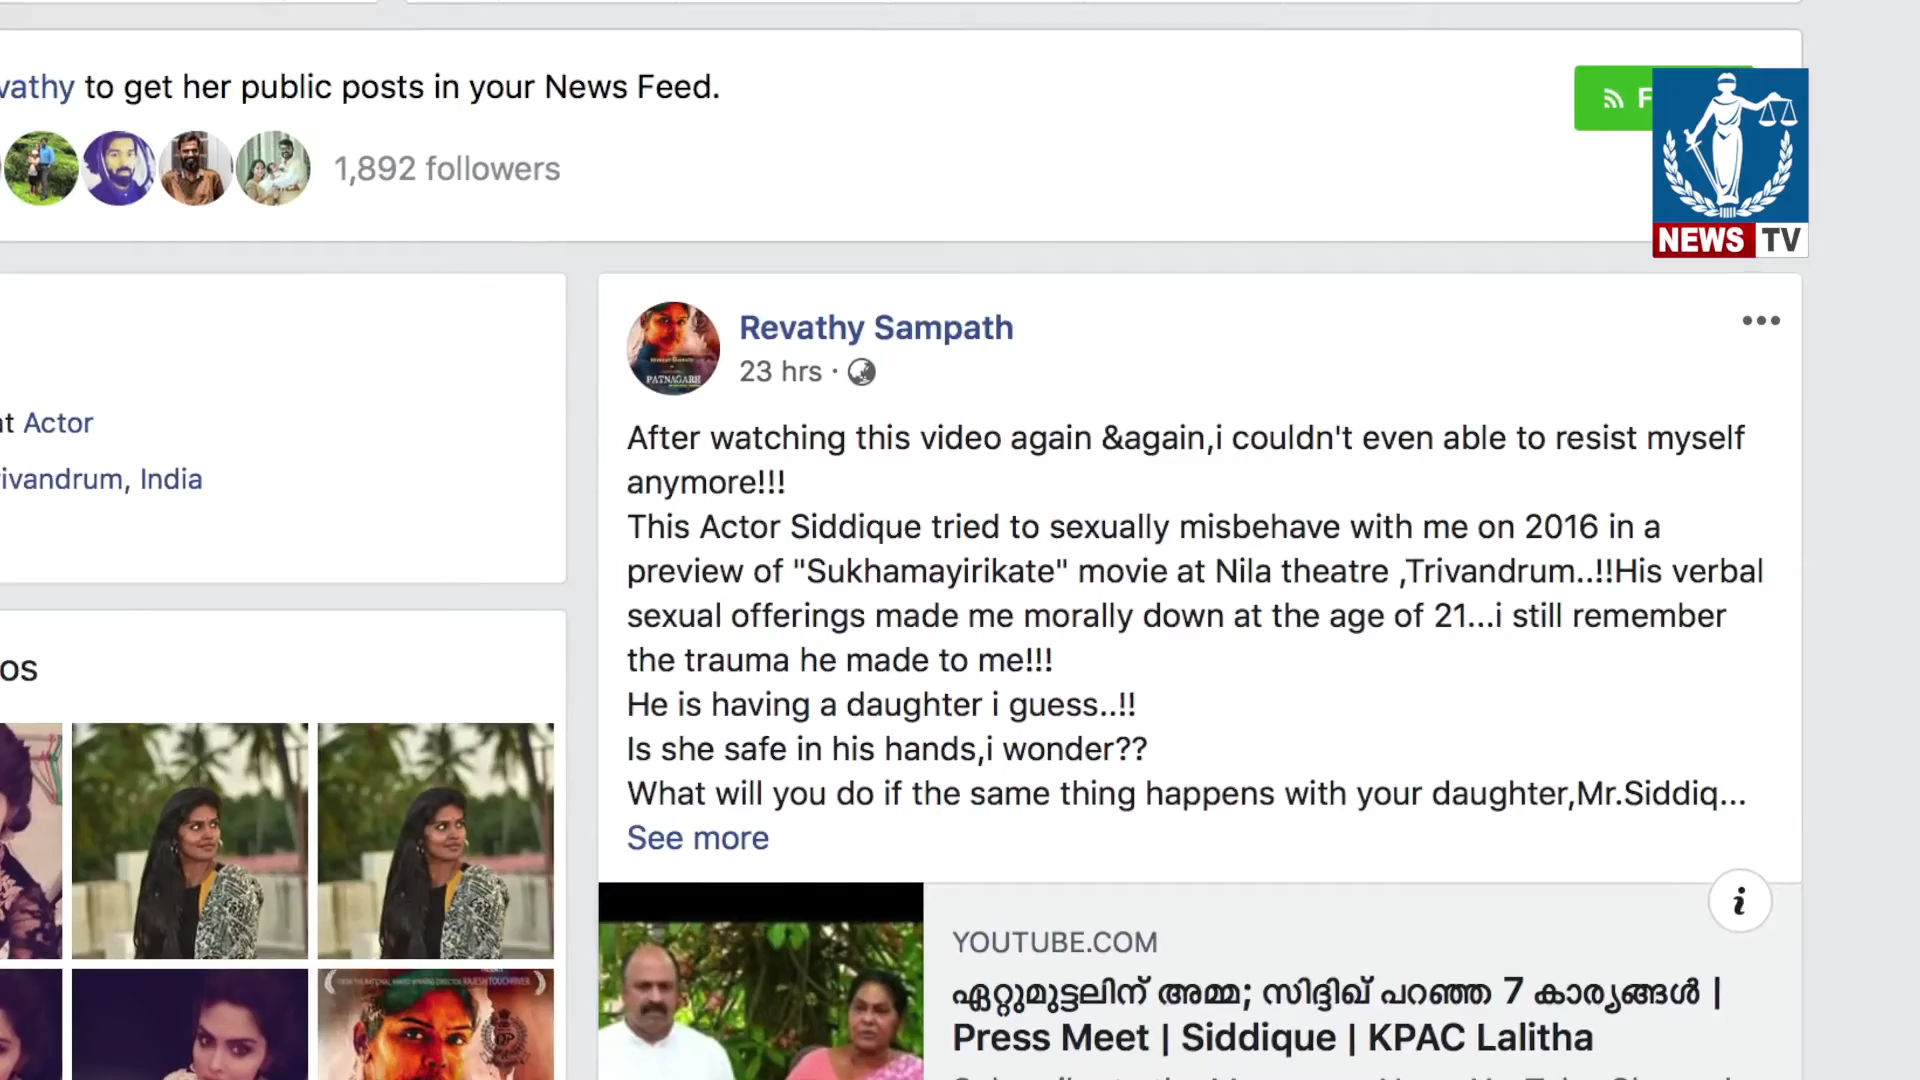 vathy to get her public posts in your News Feed.
1,892 followers
NEWS TV
Revathy Sampath
23 hrs ·
After watching this video again &again,i couldn't even able to resist myself
anymore!!!
This Actor Siddique tried to sexually misbehave with me on 2016 in a
preview of "Sukhamayirikate" movie at Nila theatre ,Trivandrum..!!His verbal
sexual offerings made me morally down at the age of 21...i still remember
the trauma he made to me!!!
He is having a daughter i guess..!!
Is she safe in his hands,i wonder??
What will you do if the same thing happens with your daughter,Mr.Siddiq...
See more
Actor
ivandrum, India
os
PATNAGARH
YOUTUBE.COM
ഏറ്റുമുട്ടലിന് അമ്മ; സിദ്ദിഖ് പറഞ്ഞ 7 കാര്യങ്ങൾ |
Press Meet | Siddique | KPAC Lalitha